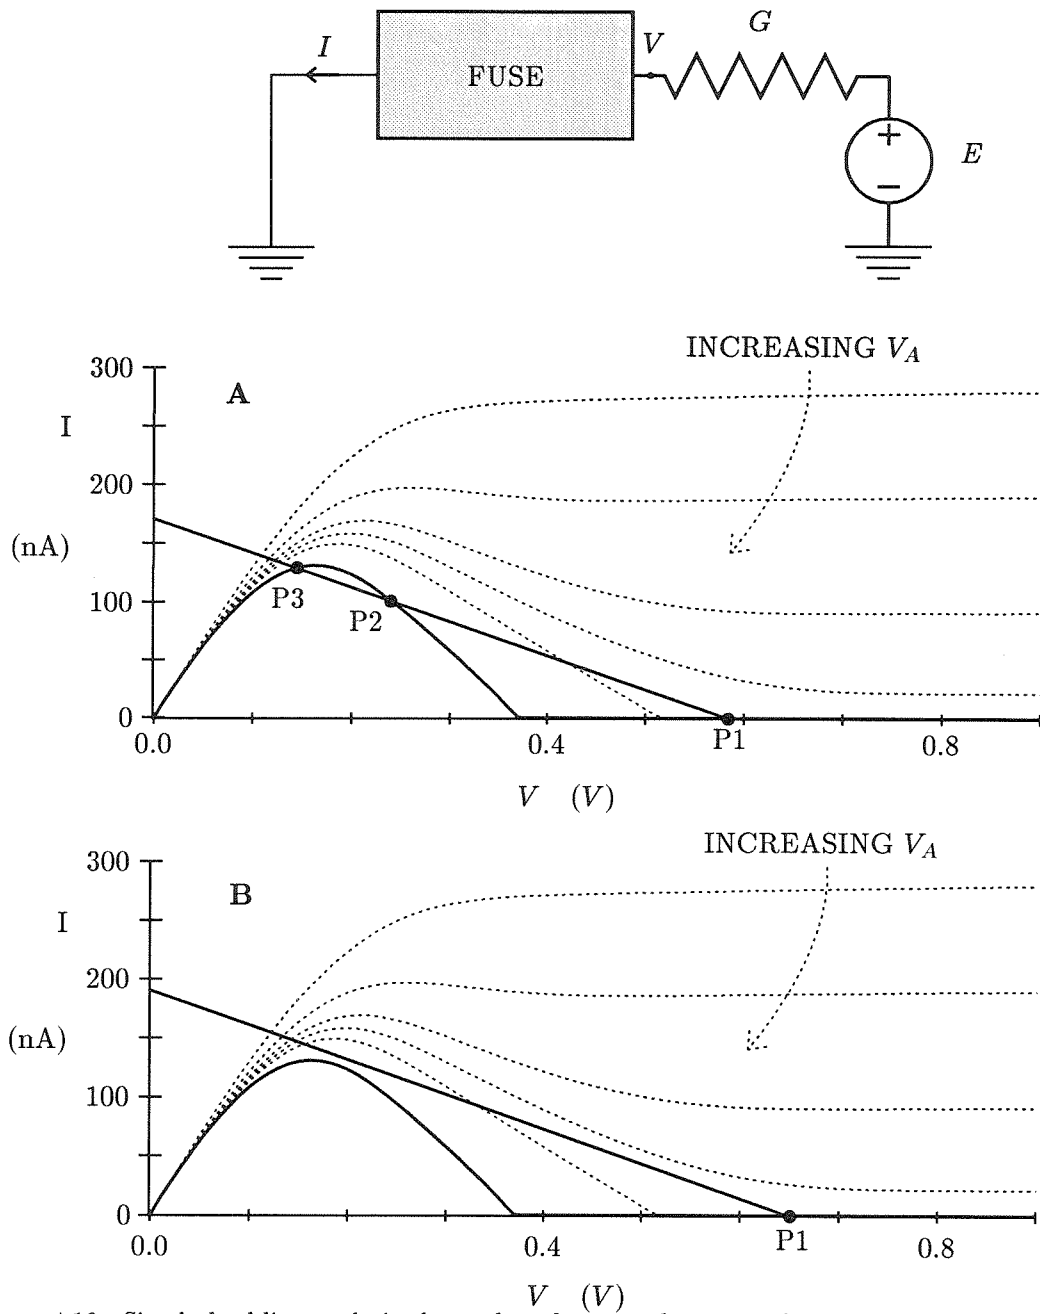 G
I
V
FUSE
E
INCREASING V_A
300
A
I
200
(nA)
100
P3
P2
0
0.0
0.4
P1
0.8
V (V)
INCREASING V_A
300
B
I
200
(nA)
100
0
0.0
0.4
P1
0.8
V (V)